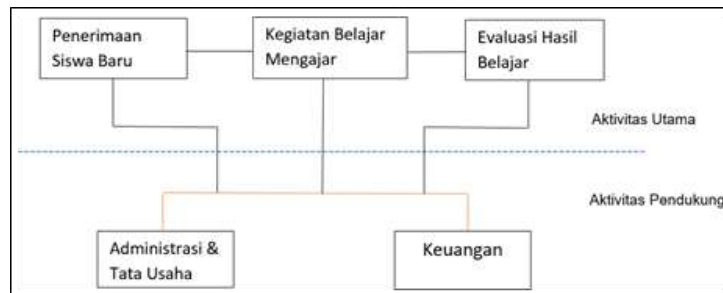 Penerimaan
Siswa Baru
Kegiatan Belajar
Mengajar
Evaluasi Hasil
Belajar
Aktivitas Utama
Aktivitas Pendukung
Administrasi &
Tata Usaha
Keuangan